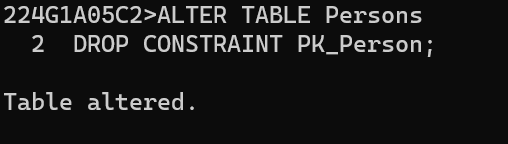 224G1A05C2>ALTER TABLE Persons
  2  DROP CONSTRAINT PK_Person;
Table altered.